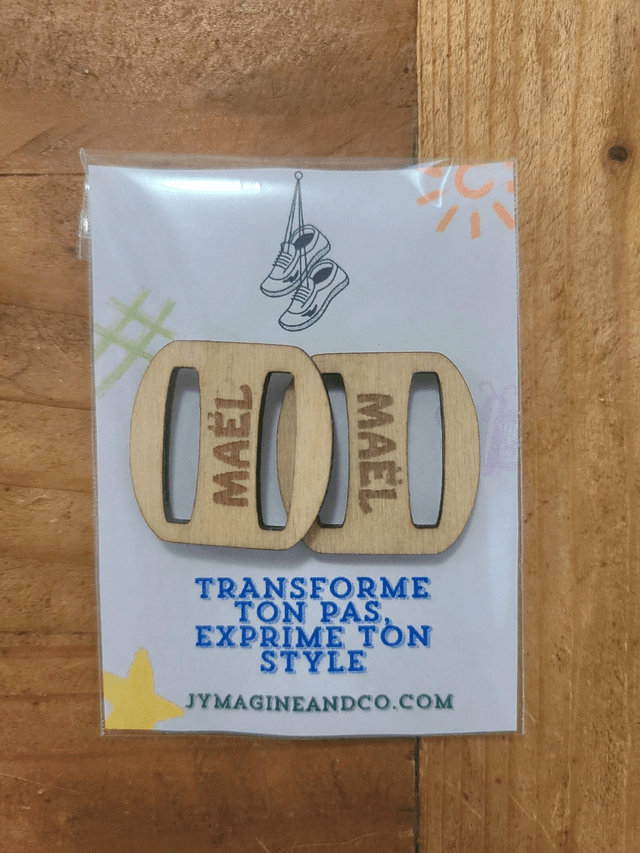 MAËL
MAËL
TRANSFORME
TON PAS,
EXPRIME TON
STYLE
JYMAGINEANDCO.COM